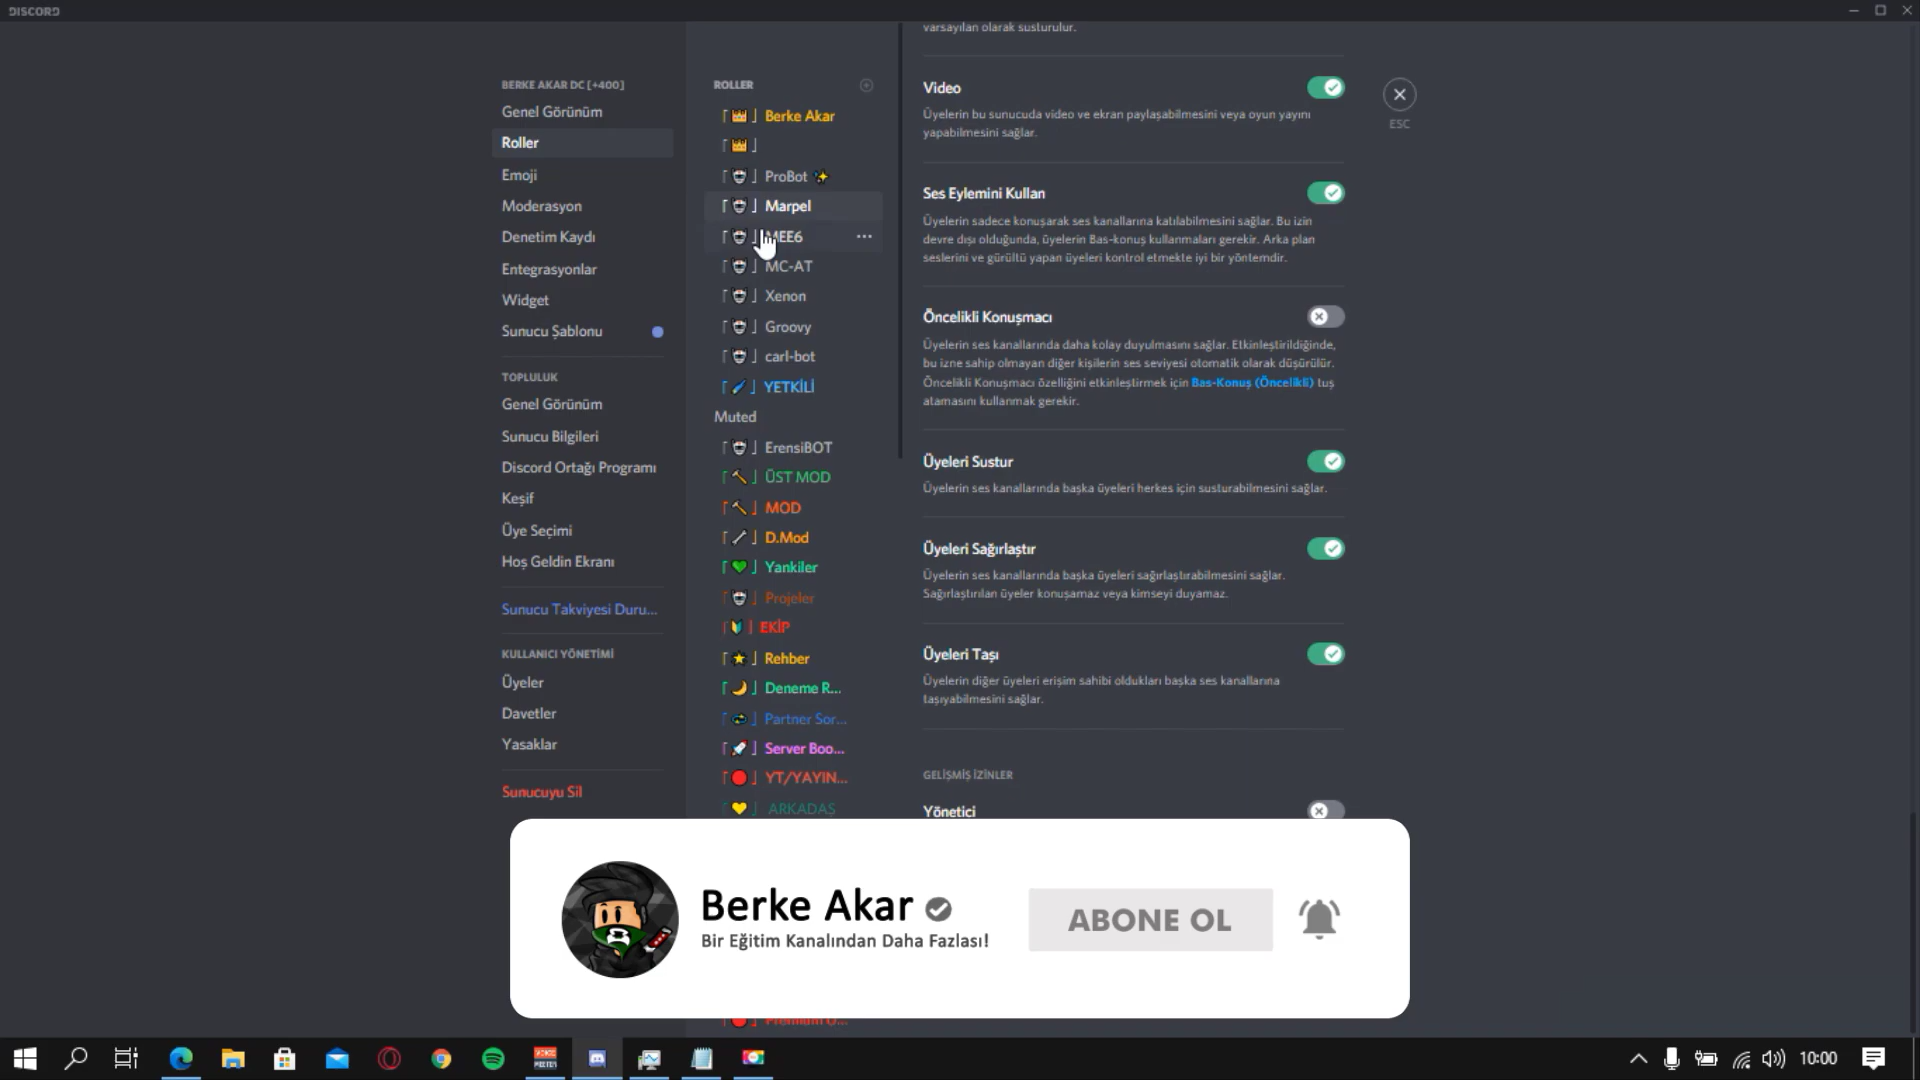 DISCORD
varsayılan olarak susturulur.
BERKE AKAR DC [+400]
Genel Görünüm
Roller
Emoji
Moderasyon
Denetim Kaydı
Entegrasyonlar
Widget
Sunucu Şablonu
TOPLULUK
Genel Görünüm
Sunucu Bilgileri
Discord Ortağı Programı
Keşif
Üye Seçimi
Hoş Geldin Ekranı
Sunucu Takviyesi Duru...
KULLANICI YÖNETİMİ
Üyeler
Davetler
Yasaklar
Sunucuyu Sil
ROLLER
Berke Akar
ProBot
Marpel
MEE6
MC-AT
Xenon
Groovy
carl-bot
YETKİLİ
Muted
ErensiBOT
ÜST MOD
MOD
D.Mod
Yankiler
Projeler
EKİP
Rehber
Deneme R...
Partner Sor...
Server Boo...
YT/YAYIN...
ARKADAŞ
Video
Üyelerin bu sunucuda video ve ekran paylaşabilmesini veya oyun yayını
yapabilmesini sağlar.
Ses Eylemini Kullan
Üyelerin sadece konuşarak ses kanallarına katılabilmesini sağlar. Bu izin
devre dışı olduğunda, üyelerin Bas-konuş kullanmaları gerekir. Arka plan
seslerini ve gürültü yapan üyeleri kontrol etmekte iyi bir yöntemdir.
Öncelikli Konuşmacı
Üyelerin ses kanallarında daha kolay duyulmasını sağlar. Etkinleştirildiğinde,
bu izne sahip olmayan diğer kişilerin ses seviyesi otomatik olarak düşürülür.
Öncelikli Konuşmacı özelliğini etkinleştirmek için Bas-Konuş (Öncelikli) tuş
atamasını kullanmak gerekir.
Üyeleri Sustur
Üyelerin ses kanallarında başka üyeleri herkes için susturabilmesini sağlar.
Üyeleri Sağırlaştır
Üyelerin ses kanallarında başka üyeleri sağırlaştırabilmesini sağlar.
Sağırlaştırılan üyeler konuşamaz veya kimseyi duyamaz.
Üyeleri Taşı
Üyelerin diğer üyeleri erişim sahibi oldukları başka ses kanallarına
taşıyabilmesini sağlar.
GELİŞMİŞ İZİNLER
Yönetici
ESC
Berke Akar
Bir Eğitim Kanalından Daha Fazlası!
ABONE OL
10:00